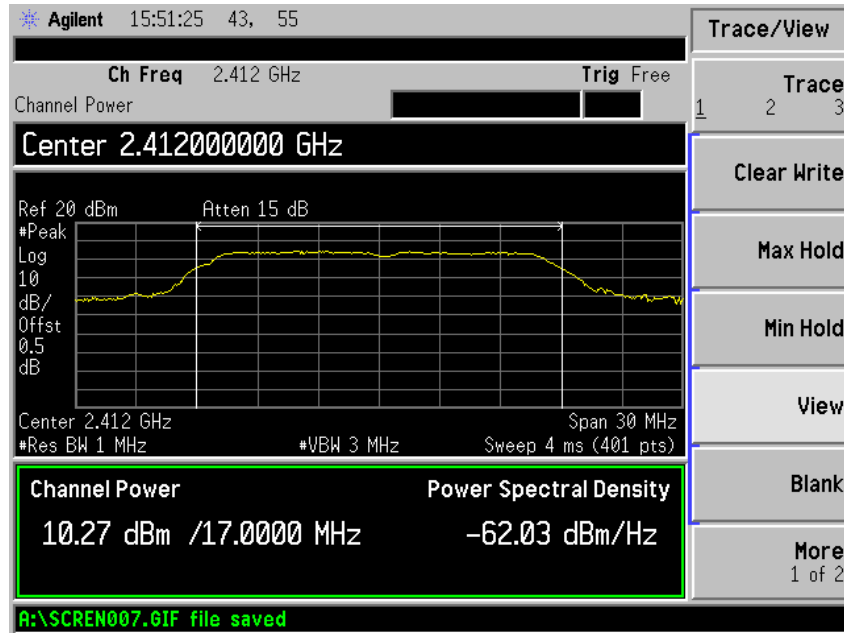 Agilent 15:51:25 43, 55
Trace/View
Ch Freq 2.412 GHz Trig Free
Channel Power
Trace
1 2 3
Center 2.412000000 GHz
Clear Write
Ref 20 dBm Atten 15 dB
#Peak
Log
10
dB/
Offst
0.5
dB
Max Hold
Min Hold
View
Center 2.412 GHz Span 30 MHz
#Res BW 1 MHz #VBW 3 MHz Sweep 4 ms (401 pts)
Channel Power Power Spectral Density
10.27 dBm /17.0000 MHz -62.03 dBm/Hz
Blank
More
1 of 2
A:\SCREN007.GIF file saved